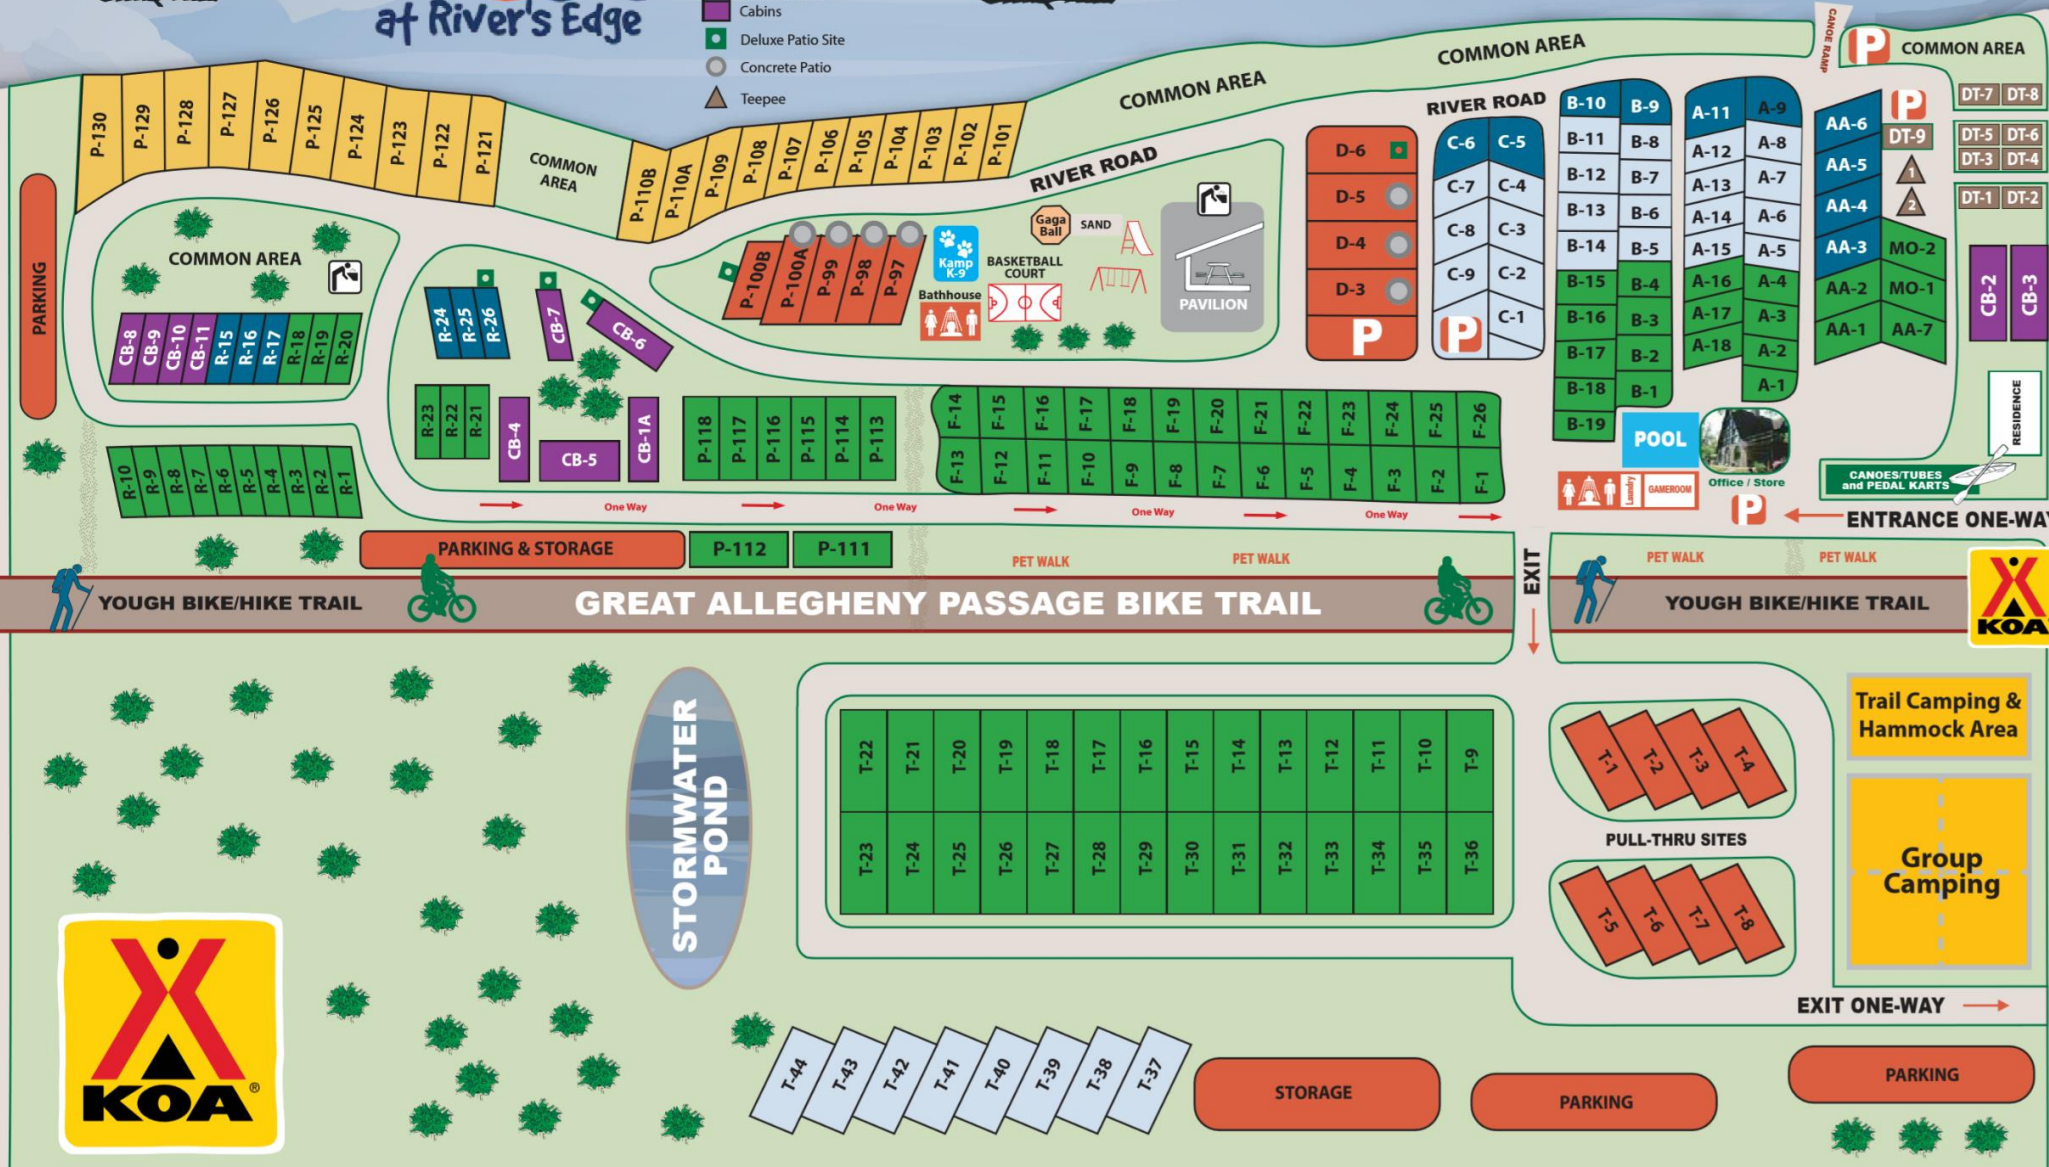 at River's Edge
Cabins
Deluxe Patio Site
Concrete Patio
Teepee
P-130
P-129
P-128
P-127
P-126
P-125
P-124
P-123
P-122
P-121
COMMON
AREA
P-110B
P-110A
P-109
P-108
P-107
P-106
P-105
P-104
P-103
P-102
P-101
COMMON AREA
COMMON AREA
CANOE RAMP
P
COMMON AREA
RIVER ROAD
RIVER ROAD
PARKING
COMMON AREA
CB-8
CB-9
CB-10
CB-11
R-15
R-16
R-17
R-18
R-19
R-20
R-24
R-25
R-26
CB-7
CB-6
P-100B
P-100A
P-99
P-98
P-97
Kamp
K-9
Bathhouse
Gaga
Ball
SAND
BASKETBALL
COURT
PAVILION
D-6
D-5
D-4
D-3
P
C-6
C-5
C-7
C-4
C-8
C-3
C-9
C-2
P
C-1
B-10
B-9
B-11
B-8
B-12
B-7
B-13
B-6
B-14
B-5
B-15
B-4
B-16
B-3
B-17
B-2
B-18
B-1
B-19
A-11
A-9
A-12
A-8
A-13
A-7
A-14
A-6
A-15
A-5
A-16
A-4
A-17
A-3
A-18
A-2
A-1
AA-6
AA-5
AA-4
AA-3
MO-2
AA-2
MO-1
AA-1
AA-7
P
DT-9
1
2
DT-7
DT-8
DT-5
DT-6
DT-3
DT-4
DT-1
DT-2
CB-2
CB-3
RESIDENCE
CANOES/TUBES
and PEDAL KARTS
POOL
Laundry
GAMEROOM
Office / Store
P
ENTRANCE ONE-WAY
R-10
R-9
R-8
R-7
R-6
R-5
R-4
R-3
R-2
R-1
R-23
R-22
R-21
CB-4
CB-5
CB-1A
P-118
P-117
P-116
P-115
P-114
P-113
F-14
F-15
F-16
F-17
F-18
F-19
F-20
F-21
F-22
F-23
F-24
F-25
F-26
F-13
F-12
F-11
F-10
F-9
F-8
F-7
F-6
F-5
F-4
F-3
F-2
F-1
One Way
One Way
One Way
One Way
PARKING & STORAGE
P-112
P-111
PET WALK
PET WALK
EXIT
PET WALK
PET WALK
YOUGH BIKE/HIKE TRAIL
GREAT ALLEGHENY PASSAGE BIKE TRAIL
YOUGH BIKE/HIKE TRAIL
KOA
STORMWATER
POND
T-22
T-21
T-20
T-19
T-18
T-17
T-16
T-15
T-14
T-13
T-12
T-11
T-10
T-9
T-23
T-24
T-25
T-26
T-27
T-28
T-29
T-30
T-31
T-32
T-33
T-34
T-35
T-36
T-1
T-2
T-3
T-4
PULL-THRU SITES
T-5
T-6
T-7
T-8
Trail Camping &
Hammock Area
Group
Camping
EXIT ONE-WAY
KOA®
T-44
T-43
T-42
T-41
T-40
T-39
T-38
T-37
STORAGE
PARKING
PARKING